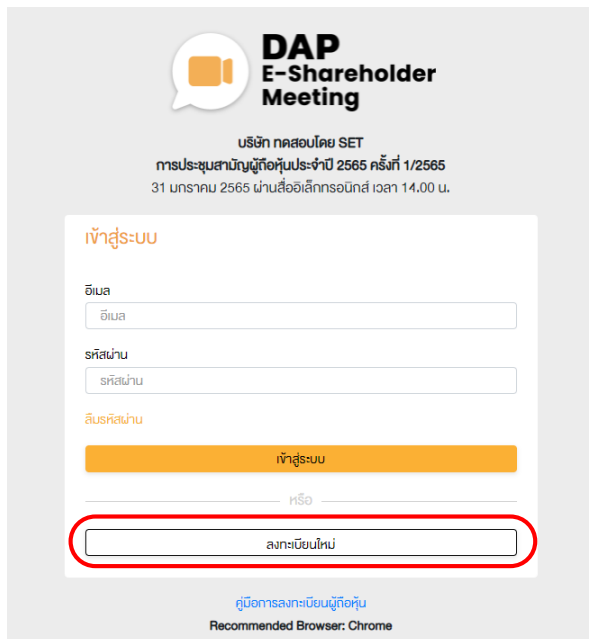 DAP
E-Shareholder
Meeting
บริษัท ทดสอบโดย SET
การประชุมสามัญผู้ถือหุ้นประจำปี 2565 ครั้งที่ 1/2565
31 มกราคม 2565 ผ่านสื่ออิเล็กทรอนิกส์ เวลา 14.00 น.
เข้าสู่ระบบ
อีเมล
อีเมล
รหัสผ่าน
รหัสผ่าน
ลืมรหัสผ่าน
เข้าสู่ระบบ
หรือ
ลงทะเบียนใหม่
คู่มือการลงทะเบียนผู้ถือหุ้น
Recommended Browser: Chrome